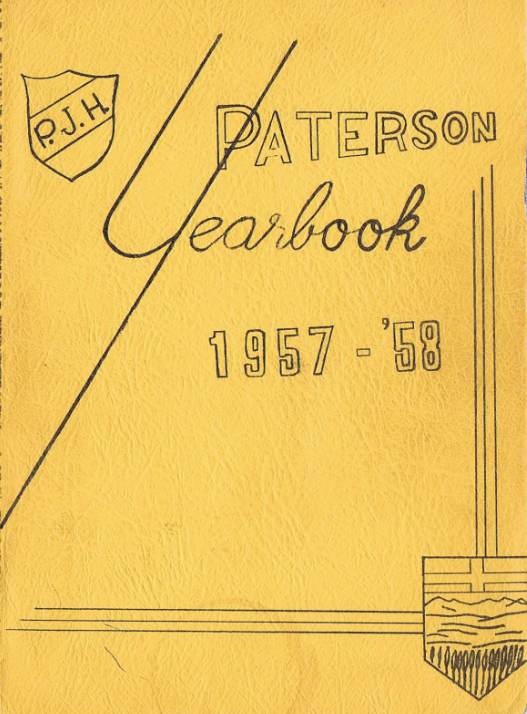 P.J.H.
PATERSON
Yearbook
1957-'58